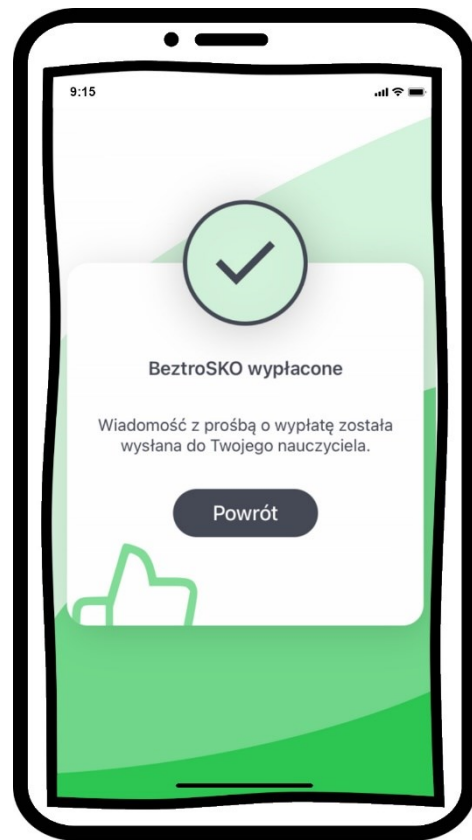 9:15
BeztroSKO wypłacone
Wiadomość z prośbą o wypłatę została
wysłana do Twojego nauczyciela.
Powrót